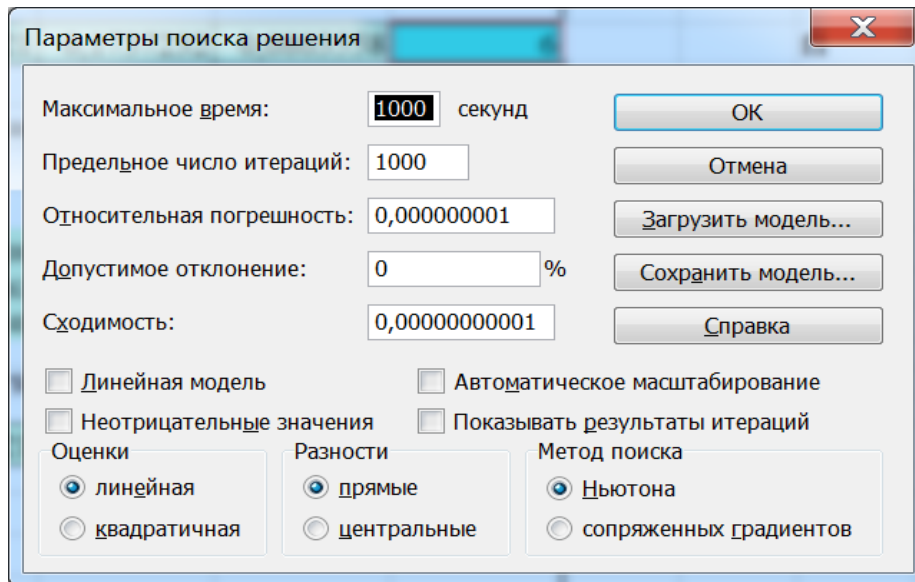 Параметры поиска решения
Максимальное время: 1000 секунд
OK
Предельное число итераций: 1000
Отмена
Относительная погрешность: 0,000000001
Загрузить модель...
Допустимое отклонение: 0 %
Сохранить модель...
Сходимость: 0,00000000001
Справка
Линейная модель
Автоматическое масштабирование
Неотрицательные значения
Показывать результаты итераций
Оценки
Разности
Метод поиска
линейная
прямые
Ньютона
квадратичная
центральные
сопряженных градиентов